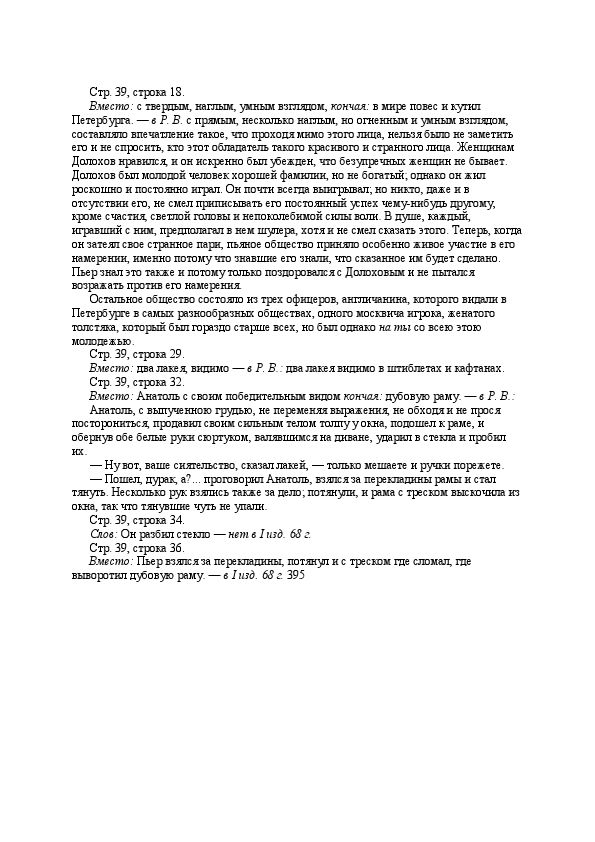 Стр. 39, строка 18.
Вместо: с твердым, наглым, умным взглядом, кончая: в мире повес и кутил
Петербурга. — в Р. В. с прямым, несколько наглым, но огненным и умным взглядом,
составляло впечатление такое, что проходя мимо этого лица, нельзя было не заметить
его и не спросить, кто этот обладатель такого красивого и странного лица. Женщинам
Долохов нравился, и он искренно был убежден, что безупречных женщин не бывает.
Долохов был молодой человек хорошей фамилии, но не богатый; однако он жил
роскошно и постоянно играл. Он почти всегда выигрывал; но никто, даже и в
отсутствии его, не смел приписывать его постоянный успех чему-нибудь другому,
кроме счастия, светлой головы и непоколебимой силы воли. В душе, каждый,
игравший с ним, предполагал в нем шулера, хотя и не смел сказать этого. Теперь, когда
он затеял свое странное пари, пьяное общество приняло особенно живое участие в его
намерении, именно потому что знавшие его знали, что сказанное им будет сделано.
Пьер знал это также и потому только поздоровался с Долоховым и не пытался
возражать против его намерения.
Остальное общество состояло из трех офицеров, англичанина, которого видали в
Петербурге в самых разнообразных обществах, одного москвича игрока, женатого
толстяка, который был гораздо старше всех, но был однако на ты со всею этою
молодежью.
Стр. 39, строка 29.
Вместо: два лакея, видимо — в Р. В.: два лакея видимо в штиблетах и кафтанах.
Стр. 39, строка 32.
Вместо: Анатоль с своим победительным видом кончая: дубовую раму. — в Р. В.:
Анатоль, с выпученною грудью, не переменяя выражения, не обходя и не прося
посторониться, продавил своим сильным телом толпу у окна, подошел к раме, и
обернув обе белые руки сюртуком, валявшимся на диване, ударил в стекла и пробил
их.
— Ну вот, ваше сиятельство, сказал лакей, — только мешаете и ручки порежете.
— Пошел, дурак, а?... проговорил Анатоль, взялся за перекладины рамы и стал
тянуть. Несколько рук взялись также за дело; потянули, и рама с треском выскочила из
окна, так что тянувшие чуть не упали.
Стр. 39, строка 34.
Слов: Он разбил стекло — нет в I изд. 68 г.
Стр. 39, строка 36.
Вместо: Пьер взялся за перекладины, потянул и с треском где сломал, где
выворотил дубовую раму. — в I изд. 68 г. 395